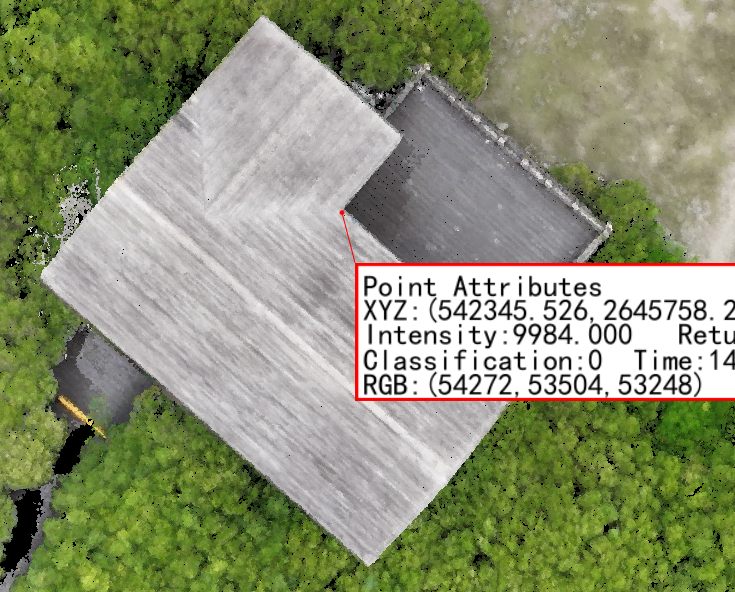 Point Attributes
XYZ:(542345.526,2645758.2
Intensity:9984.000 Retu
Classification:0 Time:14
RGB:(54272,53504,53248)